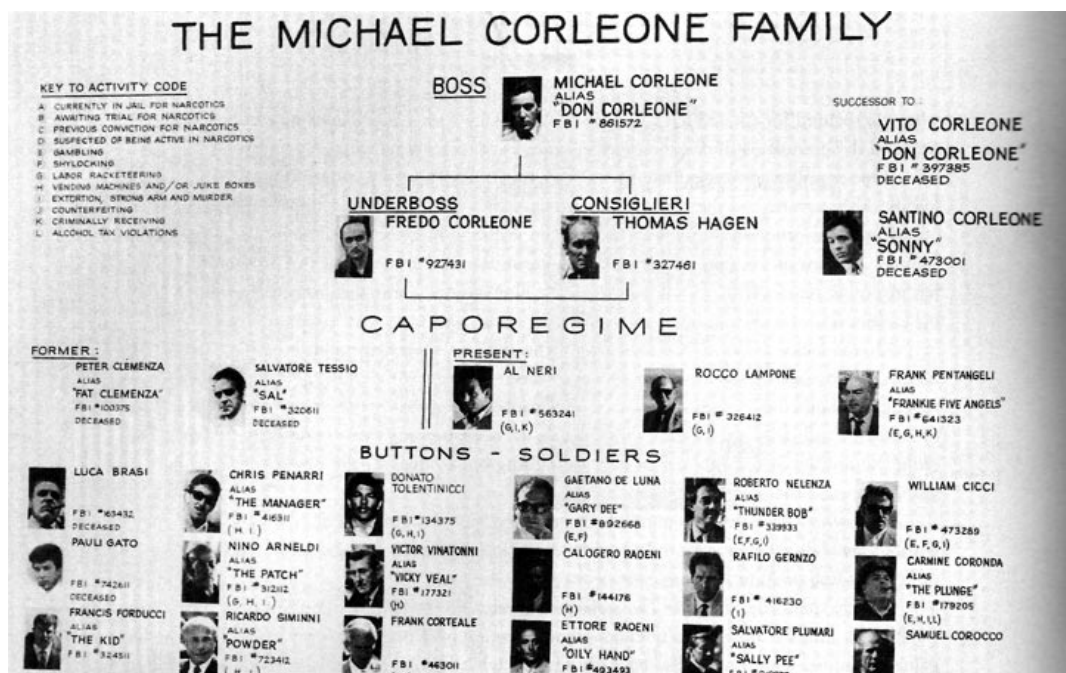 THE MICHAEL CORLEONE FAMILY
KEY TO ACTIVITY CODE
A CURRENTLY IN JAIL FOR NARCOTICS
B AWAITING TRIAL FOR NARCOTICS
C PREVIOUS CONVICTION FOR NARCOTICS
D SUSPECTED OF BEING ACTIVE IN NARCOTICS
E GAMBLING
F SHYLOCKING
G LABOR RACKETEERING
H VENDING MACHINES AND/OR JUKE BOXES
I EXTORTION, STRONG ARM AND MURDER
J COUNTERFEITING
K CRIMINALLY RECEIVING
L ALCOHOL TAX VIOLATIONS
BOSS
MICHAEL CORLEONE
ALIAS
"DON CORLEONE"
FBI #861572
SUCCESSOR TO:
VITO CORLEONE
ALIAS
"DON CORLEONE"
FBI #397385
DECEASED
UNDERBOSS
FREDO CORLEONE
FBI #927431
CONSIGLIERI
THOMAS HAGEN
FBI #327461
SANTINO CORLEONE
ALIAS
"SONNY"
FBI #473001
DECEASED
CAPOREGIME
FORMER:
PETER CLEMENZA
ALIAS
"FAT CLEMENZA"
FBI #100375
DECEASED
SALVATORE TESSIO
ALIAS
"SAL"
FBI #320611
DECEASED
PRESENT:
AL NERI
FBI #563241
(G,I,K)
ROCCO LAMPONE
FBI #326412
(G,I)
FRANK PENTANGELI
ALIAS
"FRANKIE FIVE ANGELS"
FBI #641323
(E,G,H,K)
BUTTONS - SOLDIERS
LUCA BRASI
FBI #163432
DECEASED
CHRIS PENARRI
ALIAS
"THE MANAGER"
FBI #416311
(H. I.)
DONATO
TOLENTINICCI
FBI #134375
(G,H,I)
GAETANO DE LUNA
ALIAS
"GARY DEE"
FBI #892668
(E,F)
ROBERTO NELENZA
ALIAS
"THUNDER BOB"
FBI #339933
(E,F,G,I)
WILLIAM CICCI
FBI #473289
(E, F, G, I)
PAULI GATO
FBI #742611
DECEASED
NINO ARNELDI
ALIAS
"THE PATCH"
FBI #312112
(G, H, I.)
VICTOR VINATONNI
ALIAS
"VICKY VEAL"
FBI #177321
(H)
CALOGERO RAOENI
FBI #144176
(H)
RAFILO GERNZO
FBI #416230
(I)
CARMINE CORONDA
ALIAS
"THE PLUNGE"
FBI #179205
(E,H,I,L)
FRANCIS FORDUCCI
ALIAS
"THE KID"
FBI #324511
RICARDO SIMINNI
ALIAS
"POWDER"
FBI #723412
FRANK CORTEALE
FBI #463011
ETTORE RAOENI
ALIAS
"OILY HAND"
FBI #493493
SALVATORE PLUMARI
ALIAS
"SALLY PEE"
SAMUEL COROCCO